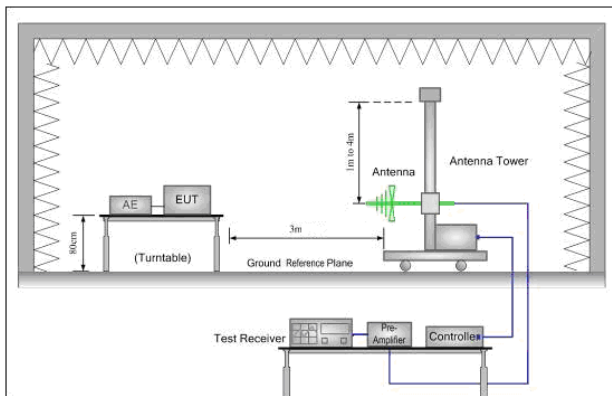 1m to 4m
Antenna
Antenna Tower
AE
EUT
80cm
(Turntable)
3m
Ground Reference Plane
Test Receiver
Pre-
Amplifier
Controller